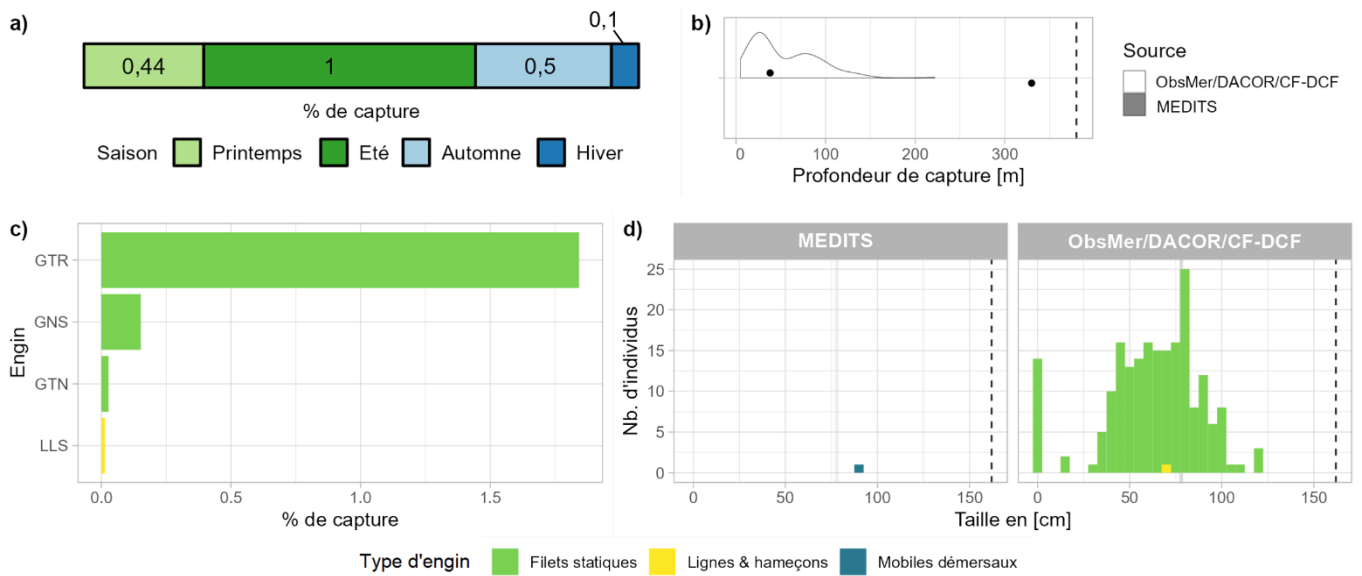 a)
0,1
0,44
1
0,5
% de capture
Saison
Printemps
Eté
Automne
Hiver
b)
0
100
200
300
Profondeur de capture [m]
Source
ObsMer/DACOR/CF-DCF
MEDITS
c)
Engin
GTR
GNS
GTN
LLS
0.0
0.5
1.0
1.5
% de capture
d)
MEDITS
ObsMer/DACOR/CF-DCF
Nb. d'individus
25
20
15
10
5
0
0
50
100
150
0
50
100
150
Taille en [cm]
Type d'engin
Filets statiques
Lignes & hameçons
Mobiles démersaux